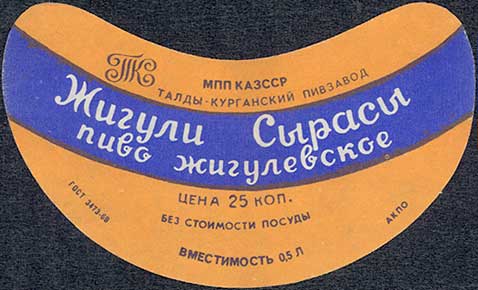 ТК
МПП КАЗССР
ТАЛДЫ-КУРГАНСКИЙ ПИВЗАВОД
Жигули Сырасы
пиво жигулевское
ЦЕНА 25 КОП.
БЕЗ СТОИМОСТИ ПОСУДЫ
ГОСТ 3473-69
АКПО
ВМЕСТИМОСТЬ 0,5 Л